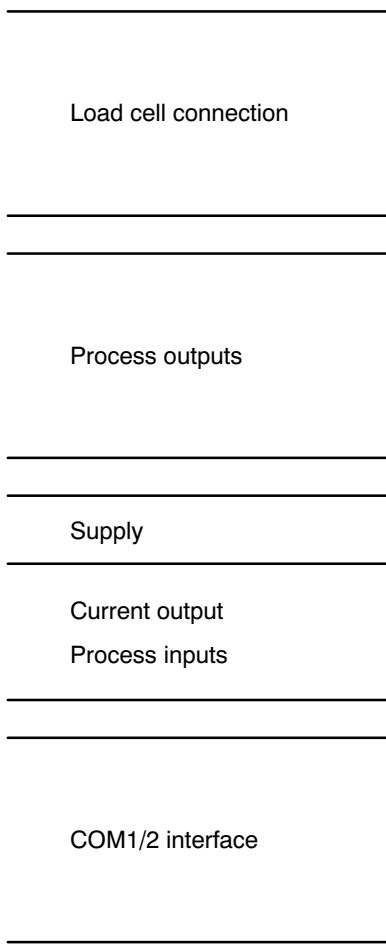 Load cell connection
Process outputs
Supply
Current output
Process inputs
COM1/2 interface